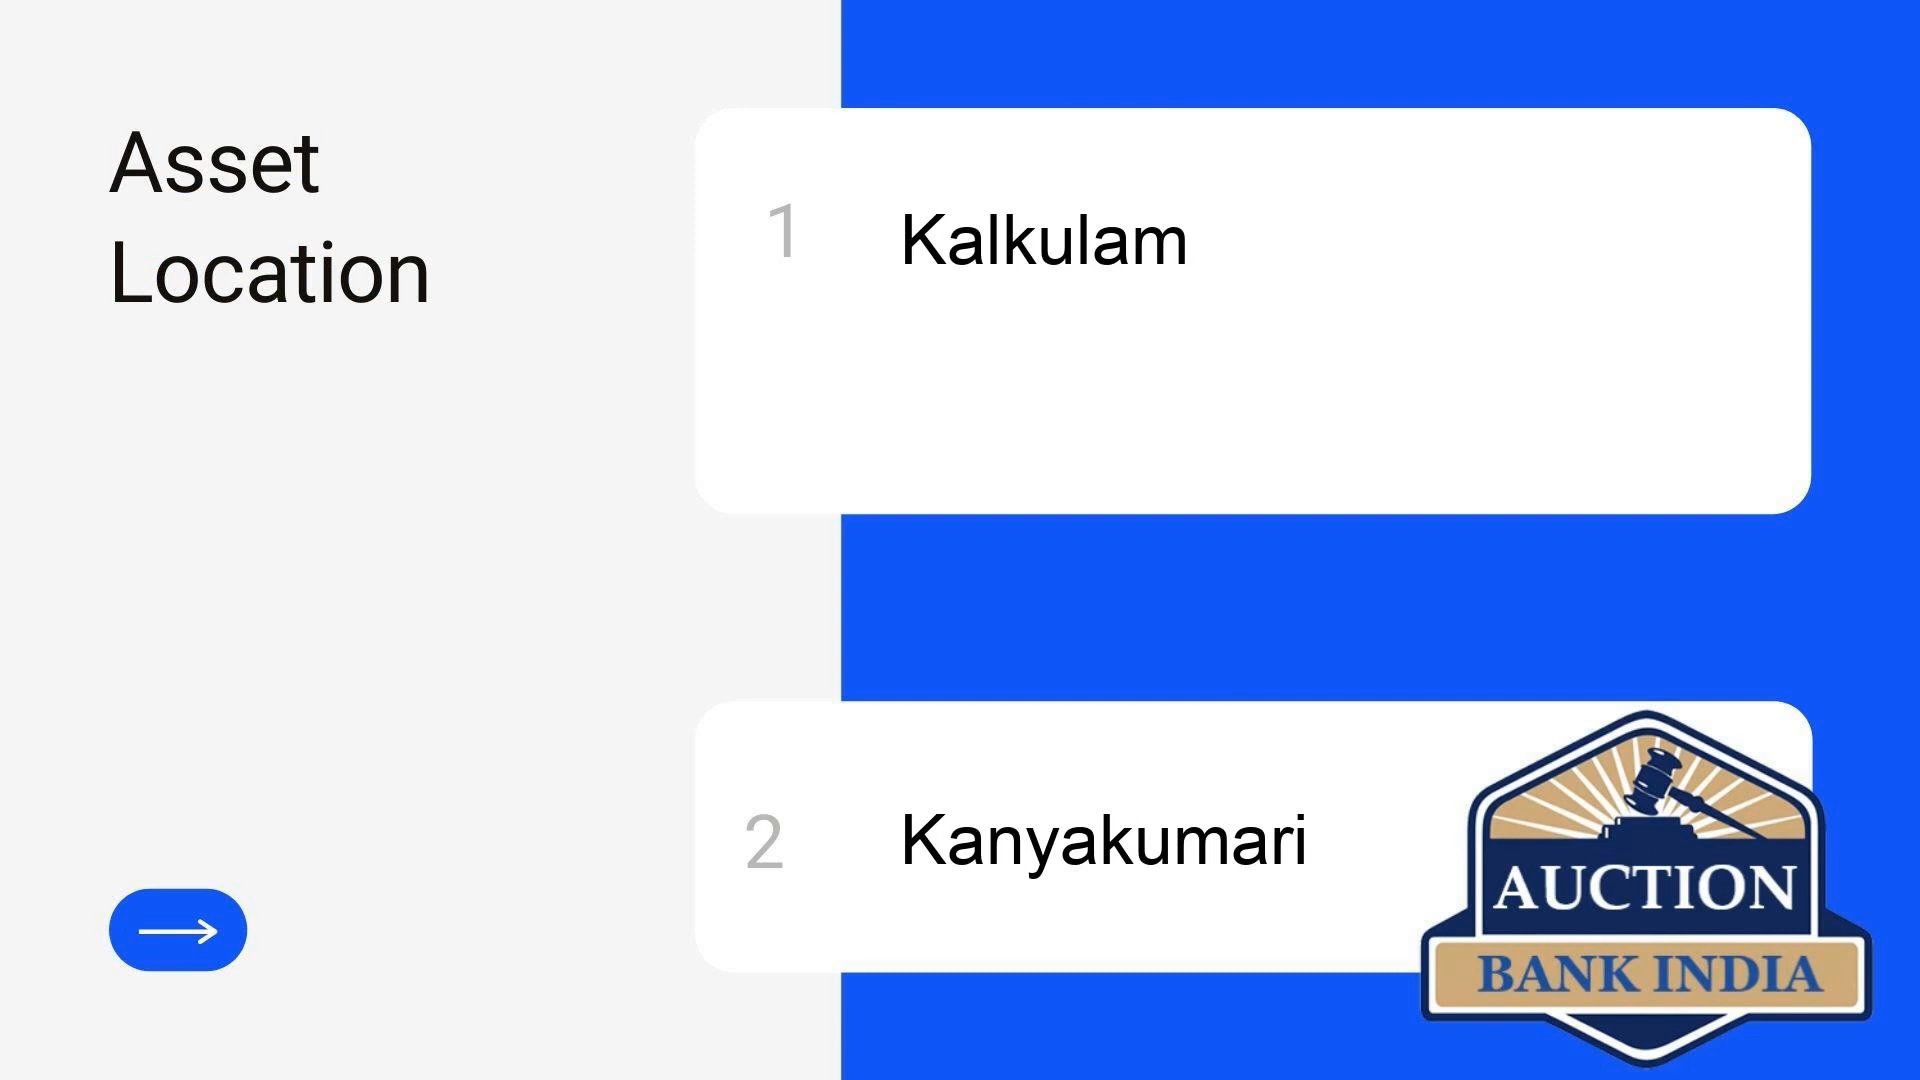 Asset
Location
1
Kalkulam
2
Kanyakumari
AUCTION
BANK INDIA